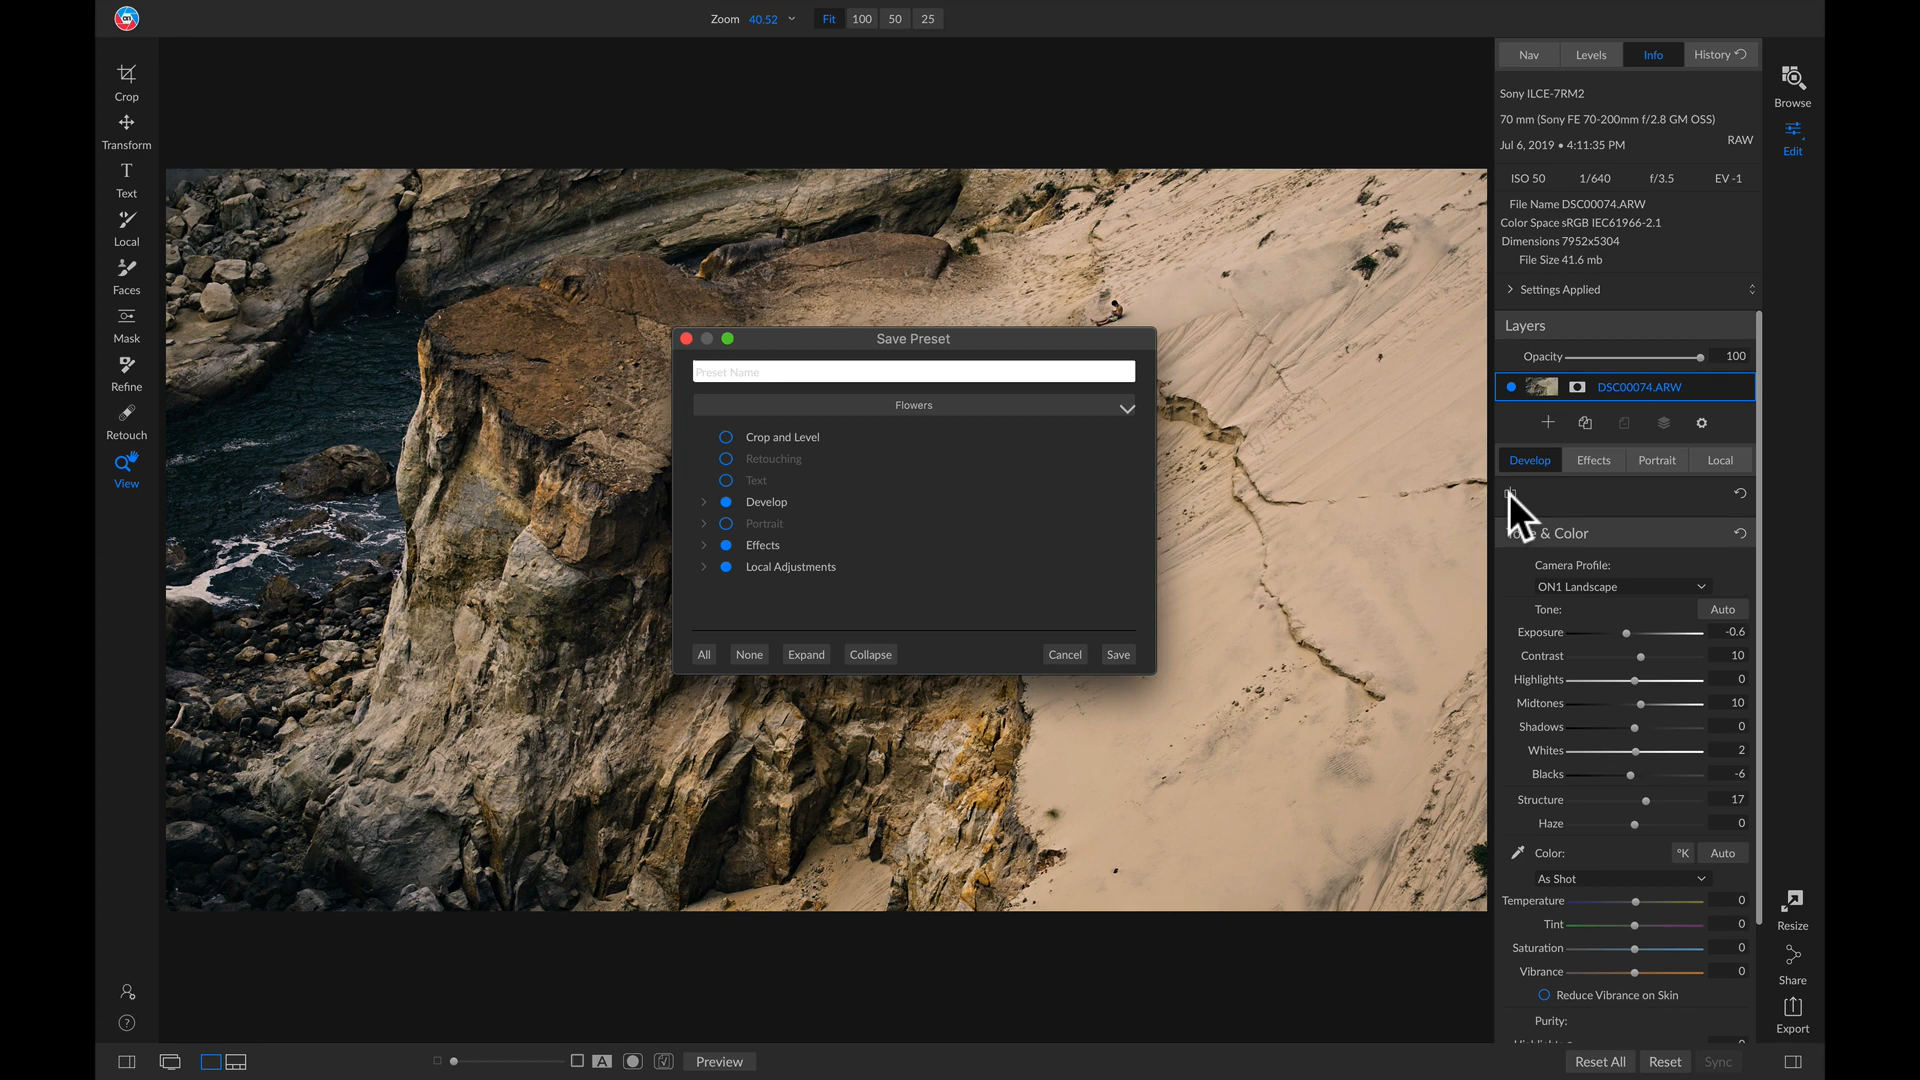 Zoom 40.52 Fit 100 50 25
Crop
Transform
Text
Local
Faces
Mask
Refine
Retouch
View
Save Preset
Preset Name
Flowers
Crop and Level
Retouching
Text
Develop
Portrait
Effects
Local Adjustments
All None Expand Collapse Cancel Save
Nav Levels Info History
Sony ILCE-7RM2
70 mm (Sony FE 70-200mm f/2.8 GM OSS)
RAW
Jul 6, 2019 • 4:11:35 PM
ISO 50 1/640 f/3.5 EV -1
File Name DSC00074.ARW
Color Space sRGB IEC61966-2.1
Dimensions 7952x5304
File Size 41.6 mb
Settings Applied
Layers
Opacity 100
DSC00074.ARW
Develop Effects Portrait Local
& Color
Camera Profile:
ON1 Landscape
Tone: Auto
Exposure -0.6
Contrast 10
Highlights 0
Midtones 10
Shadows 0
Whites 2
Blacks -6
Structure 17
Haze 0
Color: °K Auto
As Shot
Temperature 0
Tint 0
Saturation 0
Vibrance 0
Reduce Vibrance on Skin
Purity:
Browse
Edit
Resize
Share
Export
A Preview
Reset All Reset Sync